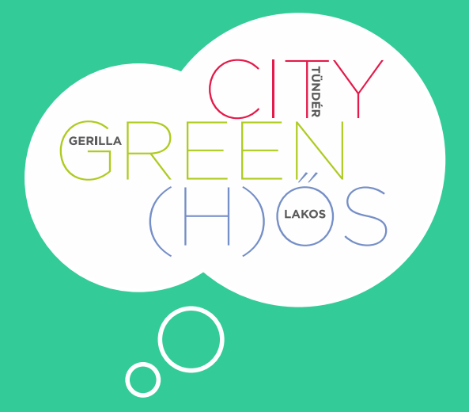 CITY
TÜNDÉR
GREEN
GERILLA
(H)ŐS
LAKOS